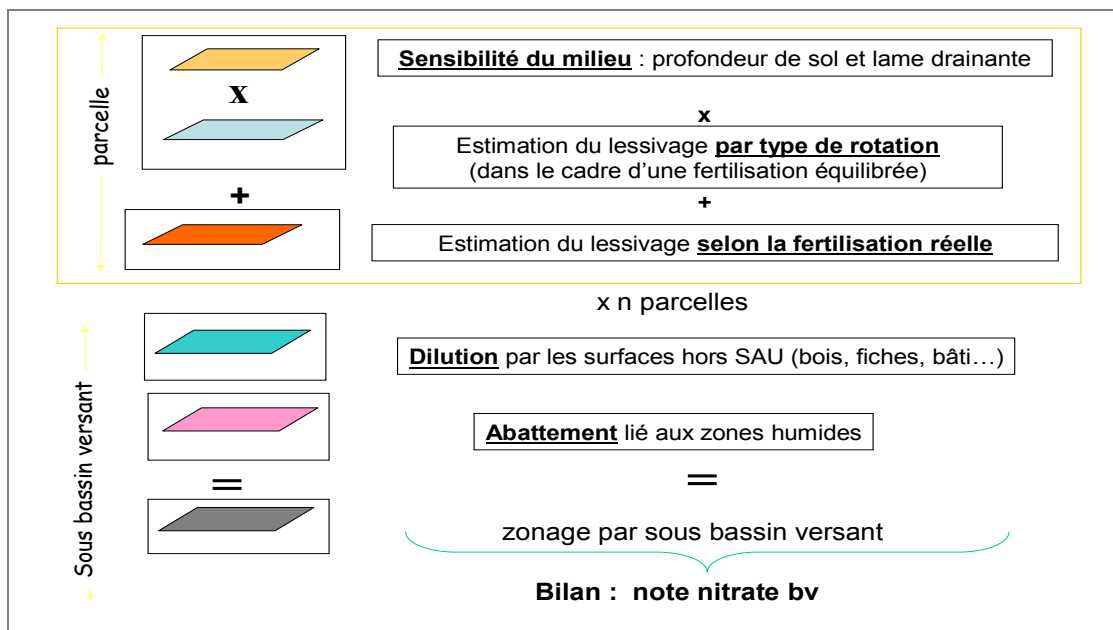 parcelle
Sensibilité du milieu : profondeur de sol et lame drainante
x
x
Estimation du lessivage par type de rotation
(dans le cadre d’une fertilisation équilibrée)
+
+
Estimation du lessivage selon la fertilisation réelle
x n parcelles
Sous bassin versant
Dilution par les surfaces hors SAU (bois, fiches, bâti…)
Abattement lié aux zones humides
=
=
zonage par sous bassin versant
Bilan : note nitrate bv